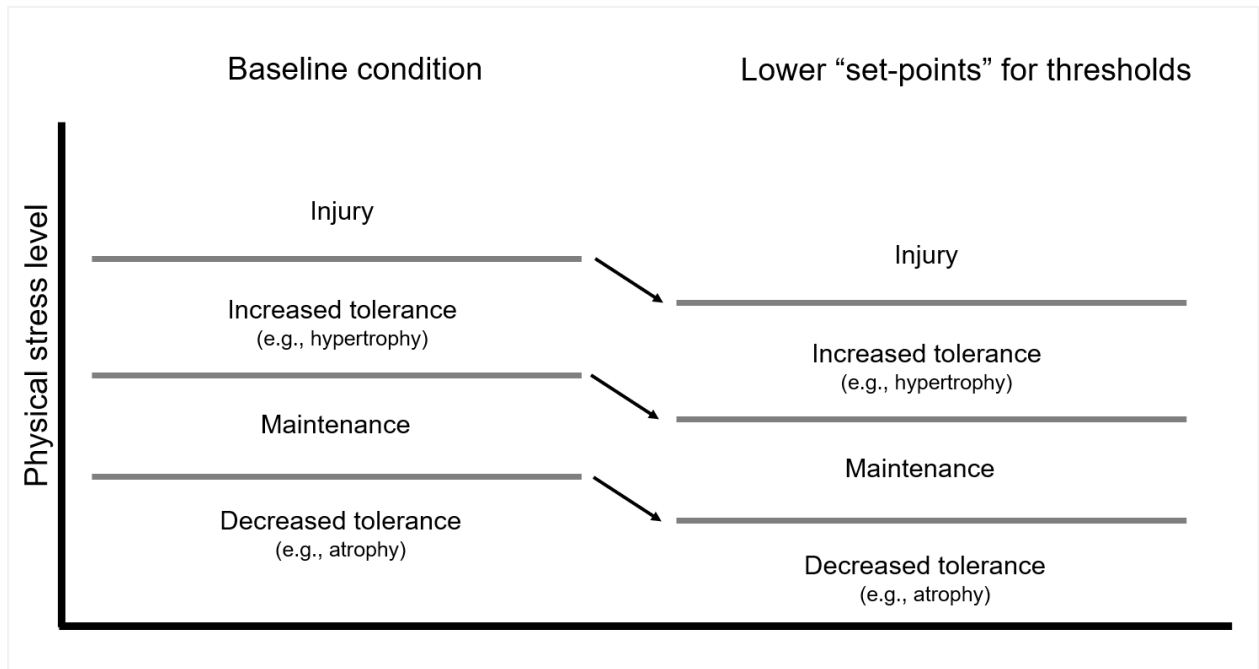 Baseline condition
Lower “set-points” for thresholds
Physical stress level
Injury
Increased tolerance
(e.g., hypertrophy)
Maintenance
Decreased tolerance
(e.g., atrophy)
Injury
Increased tolerance
(e.g., hypertrophy)
Maintenance
Decreased tolerance
(e.g., atrophy)